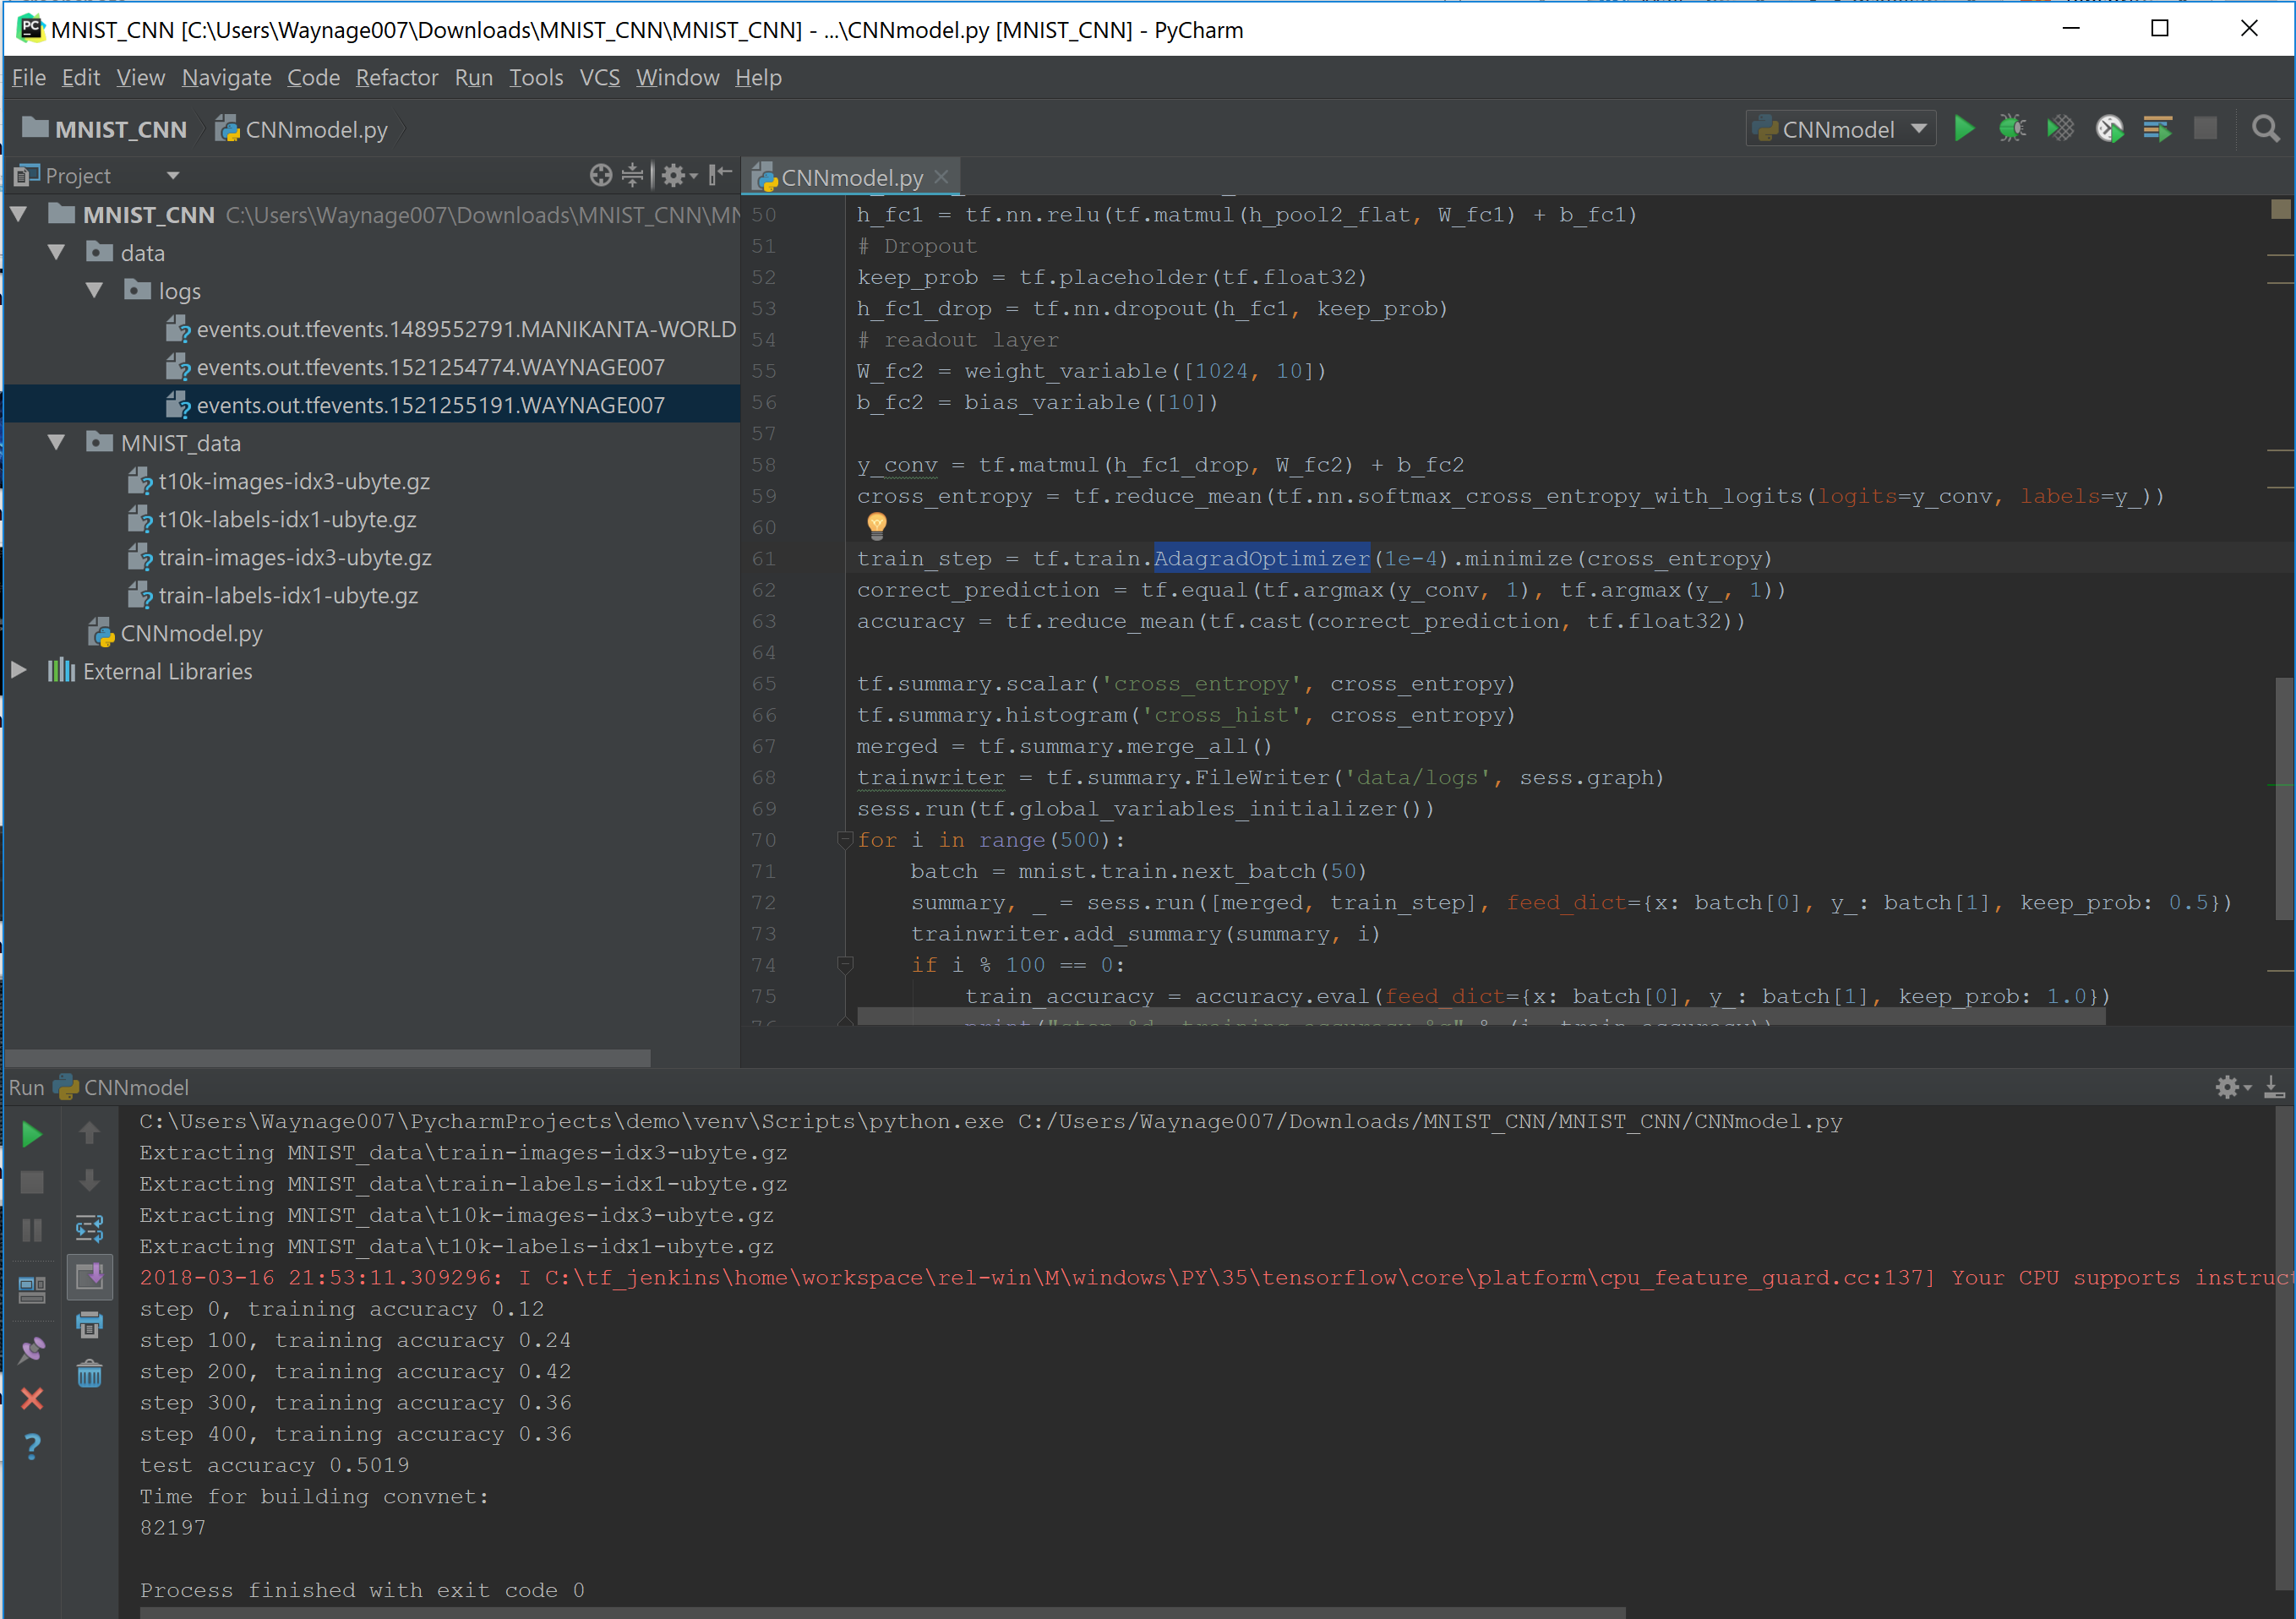 MNIST_CNN [C:\Users\Waynage007\Downloads\MNIST_CNN\MNIST_CNN] - ...\CNNmodel.py [MNIST_CNN] - PyCharm
File Edit View Navigate Code Refactor Run Tools VCS Window Help
MNIST_CNN CNNmodel.py
CNNmodel
Project
MNIST_CNN C:\Users\Waynage007\Downloads\MNIST_CNN\MN
data
logs
events.out.tfevents.1489552791.MANIKANTA-WORLD
events.out.tfevents.1521254774.WAYNAGE007
events.out.tfevents.1521255191.WAYNAGE007
MNIST_data
t10k-images-idx3-ubyte.gz
t10k-labels-idx1-ubyte.gz
train-images-idx3-ubyte.gz
train-labels-idx1-ubyte.gz
CNNmodel.py
External Libraries
CNNmodel.py
50 h_fc1 = tf.nn.relu(tf.matmul(h_pool2_flat, W_fc1) + b_fc1)
51 # Dropout
52 keep_prob = tf.placeholder(tf.float32)
53 h_fc1_drop = tf.nn.dropout(h_fc1, keep_prob)
54 # readout layer
55 W_fc2 = weight_variable([1024, 10])
56 b_fc2 = bias_variable([10])
57
58 y_conv = tf.matmul(h_fc1_drop, W_fc2) + b_fc2
59 cross_entropy = tf.reduce_mean(tf.nn.softmax_cross_entropy_with_logits(logits=y_conv, labels=y_))
60
61 train_step = tf.train.AdagradOptimizer(1e-4).minimize(cross_entropy)
62 correct_prediction = tf.equal(tf.argmax(y_conv, 1), tf.argmax(y_, 1))
63 accuracy = tf.reduce_mean(tf.cast(correct_prediction, tf.float32))
64
65 tf.summary.scalar('cross_entropy', cross_entropy)
66 tf.summary.histogram('cross_hist', cross_entropy)
67 merged = tf.summary.merge_all()
68 trainwriter = tf.summary.FileWriter('data/logs', sess.graph)
69 sess.run(tf.global_variables_initializer())
70 for i in range(500):
71 batch = mnist.train.next_batch(50)
72 summary, _ = sess.run([merged, train_step], feed_dict={x: batch[0], y_: batch[1], keep_prob: 0.5})
73 trainwriter.add_summary(summary, i)
74 if i % 100 == 0:
75 train_accuracy = accuracy.eval(feed_dict={x: batch[0], y_: batch[1], keep_prob: 1.0})
Run CNNmodel
C:\Users\Waynage007\PycharmProjects\demo\venv\Scripts\python.exe C:/Users/Waynage007/Downloads/MNIST_CNN/MNIST_CNN/CNNmodel.py
Extracting MNIST_data\train-images-idx3-ubyte.gz
Extracting MNIST_data\train-labels-idx1-ubyte.gz
Extracting MNIST_data\t10k-images-idx3-ubyte.gz
Extracting MNIST_data\t10k-labels-idx1-ubyte.gz
2018-03-16 21:53:11.309296: I C:\tf_jenkins\home\workspace\rel-win\M\windows\PY\35\tensorflow\core\platform\cpu_feature_guard.cc:137] Your CPU supports instruct
step 0, training accuracy 0.12
step 100, training accuracy 0.24
step 200, training accuracy 0.42
step 300, training accuracy 0.36
step 400, training accuracy 0.36
test accuracy 0.5019
Time for building convnet:
82197
Process finished with exit code 0